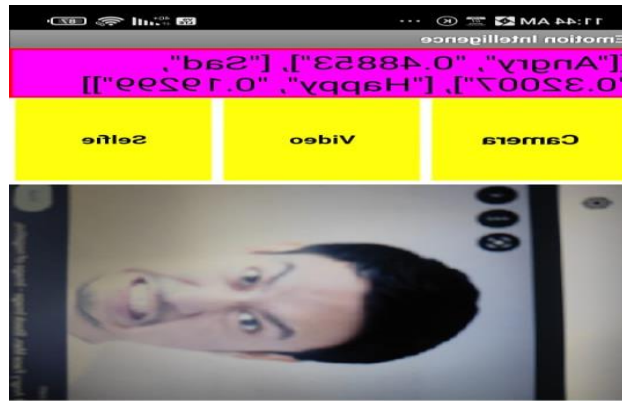 11:44 AM
Emotion Intelligence
["Angry", "0.48853"], ["Sad",
"0.32007"], ["Happy", "0.19299"]]
Camera Video Selfie